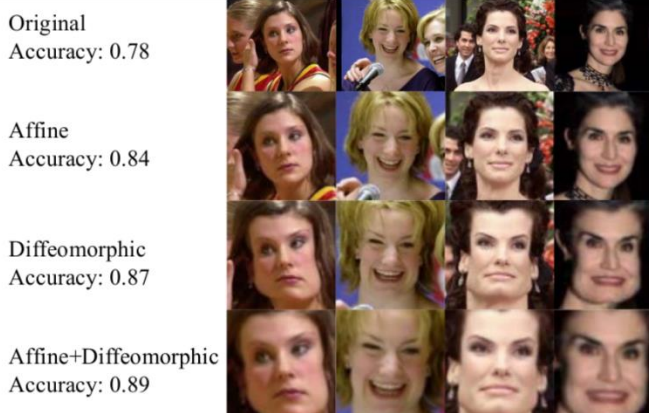 Original
Accuracy: 0.78
Affine
Accuracy: 0.84
Diffeomorphic
Accuracy: 0.87
Affine+Diffeomorphic
Accuracy: 0.89